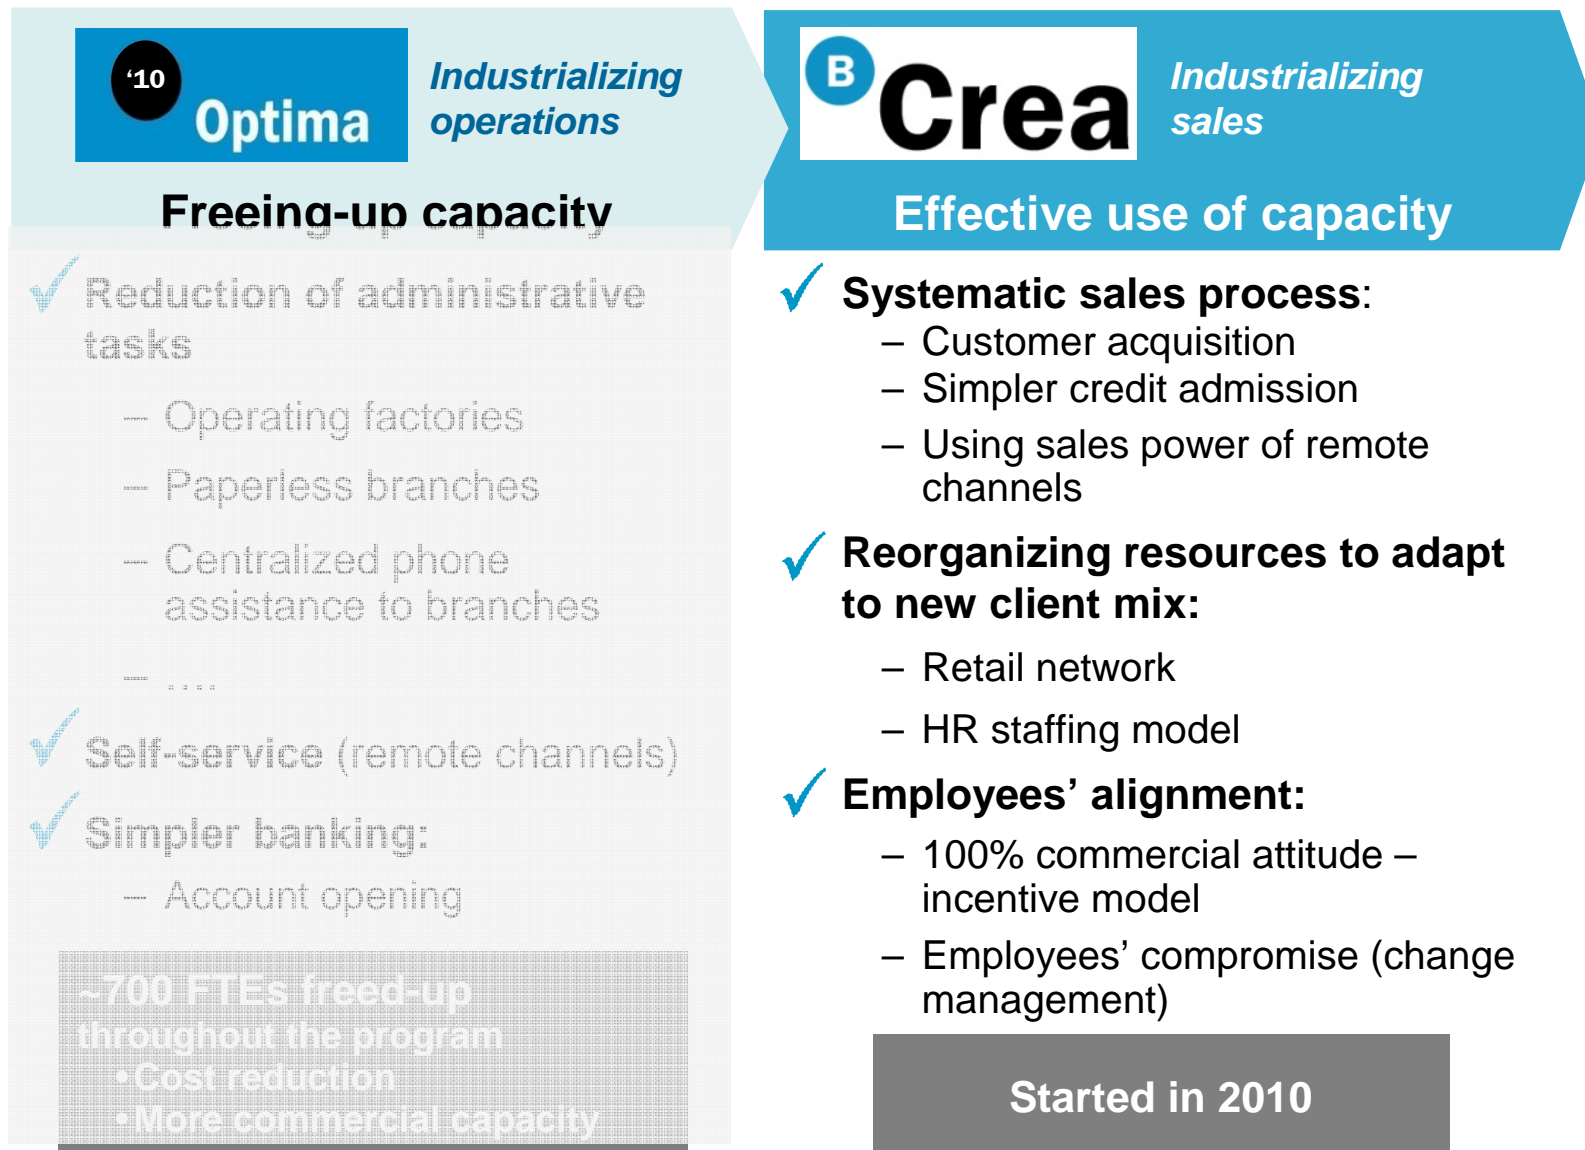 ‘10
Optima
Industrializing
operations
Freeing-up capacity
Reduction of administrative
tasks
– Operating factories
– Paperless branches
– Centralized phone
assistance to branches
– ....
Self-service (remote channels)
Simpler banking:
– Account opening
~700 FTEs freed-up
throughout the program
•Cost reduction
•More commercial capacity
B
Crea
Industrializing
sales
Effective use of capacity
Systematic sales process:
– Customer acquisition
– Simpler credit admission
– Using sales power of remote
channels
Reorganizing resources to adapt
to new client mix:
– Retail network
– HR staffing model
Employees’ alignment:
– 100% commercial attitude –
incentive model
– Employees’ compromise (change
management)
Started in 2010